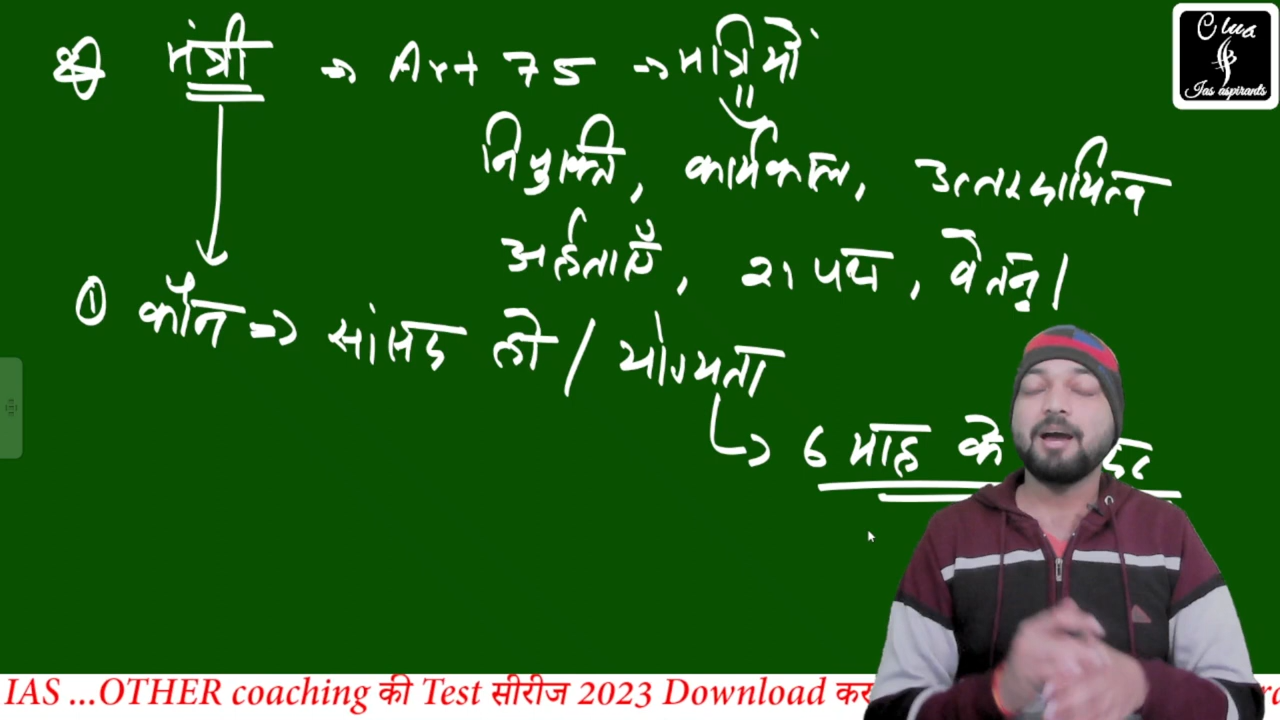 मंत्री → Art 75 → मंत्रियों
नियुक्ति, कार्यकाल, उत्तरदायित्व
अर्हताएँ, शपथ, वेतन।
① कौन ⇒ सांसद हो / योग्यता
6 माह के
Clue
Ias aspirants
IAS ...OTHER coaching की Test सीरीज 2023 Download